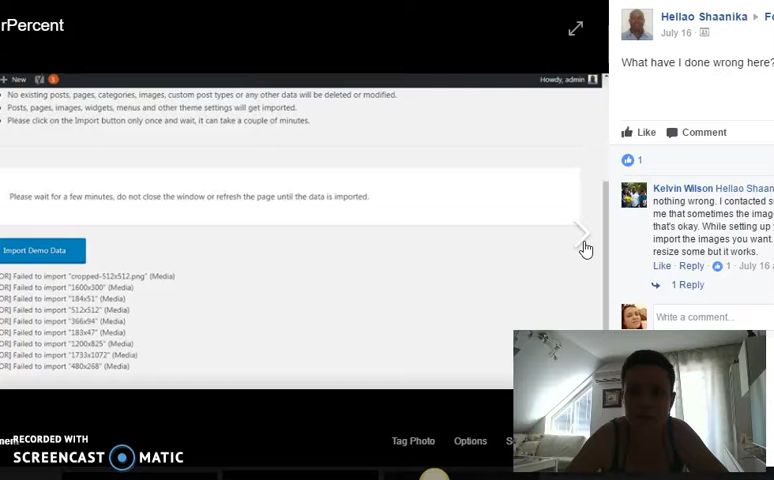 rPercent
New
Howdy, admin
No existing posts, pages, categories, images, custom post types or any other data will be deleted or modified.
Posts, pages, images, widgets, menus and other theme settings will get imported.
Please click on the Import button only once and wait, it can take a couple of minutes.
Please wait for a few minutes, do not close the window or refresh the page until the data is imported.
Import Demo Data
OR] Failed to import "cropped-512x512.png" (Media)
OR] Failed to import "1600x300" (Media)
OR] Failed to import "184x51" (Media)
OR] Failed to import "512x512" (Media)
OR] Failed to import "366x94" (Media)
OR] Failed to import "183x47" (Media)
OR] Failed to import "1200x825" (Media)
OR] Failed to import "1733x1072" (Media)
OR] Failed to import "480x268" (Media)
Tag Photo Options S
RECORDED WITH
SCREENCAST MATIC
Hellao Shaanika
July 16
What have I done wrong here?
Like Comment
1
Kelvin Wilson Hellao Shaan
nothing wrong. I contacted s
me that sometimes the imag
that's okay. While setting up
import the images you want.
resize some but it works.
Like · Reply · 1 · July 16 a
1 Reply
Write a comment...